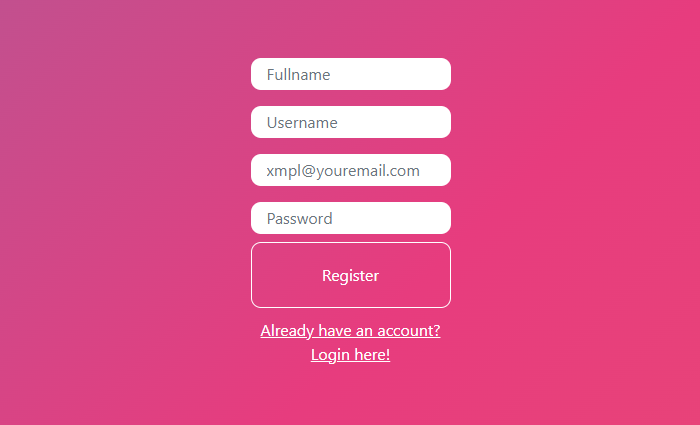 Fullname
Username
xmpl@youremail.com
Password
Register
Already have an account?
Login here!